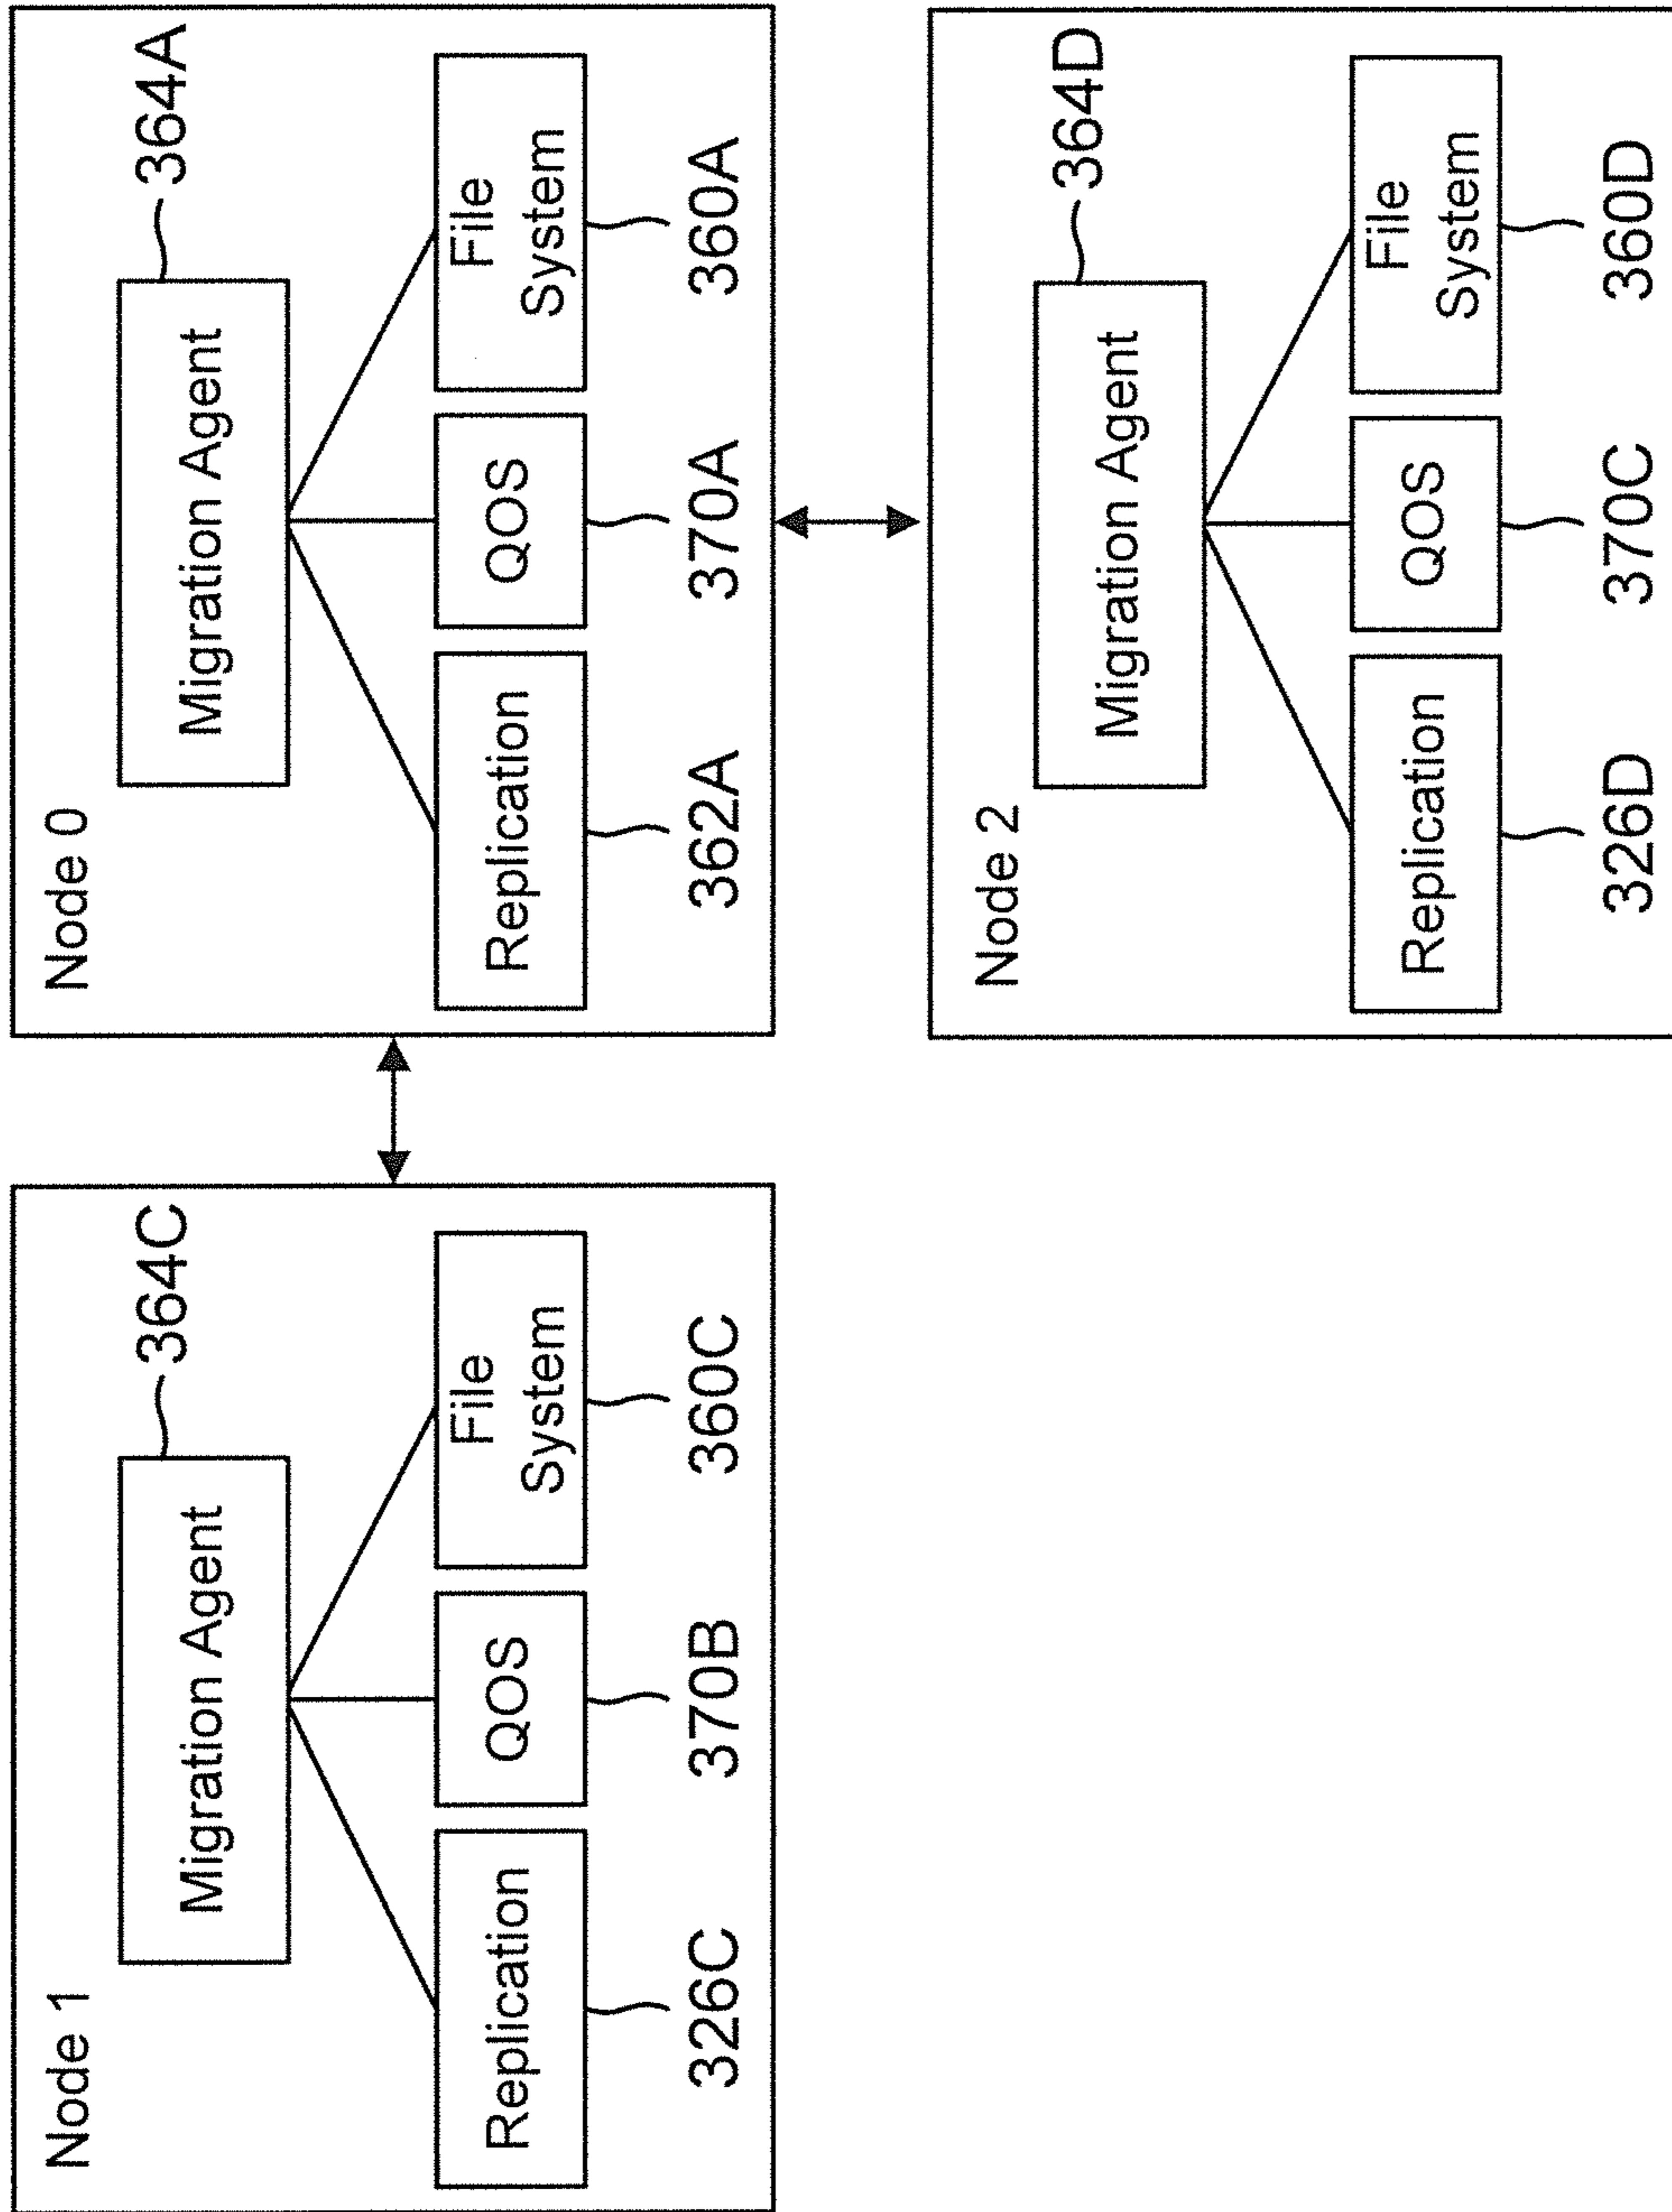 Node 1
Migration Agent
364C
Replication
QOS
File
System
326C
370B
360C
Node 0
Migration Agent
364A
Replication
QOS
File
System
362A
370A
360A
Node 2
Migration Agent
364D
Replication
QOS
File
System
326D
370C
360D